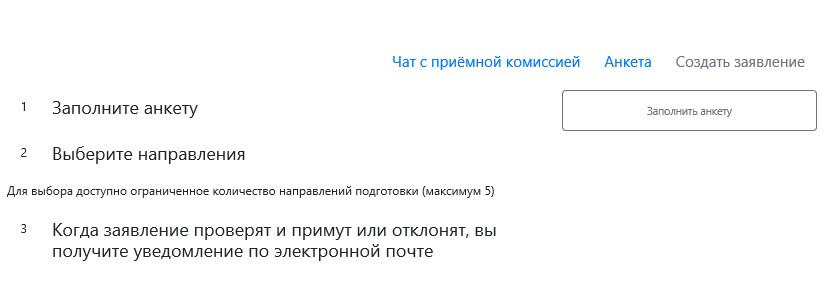 Чат с приёмной комиссией Анкета Создать заявление
1 Заполните анкету Заполнить анкету
2 Выберите направления
Для выбора доступно ограниченное количество направлений подготовки (максимум 5)
3 Когда заявление проверят и примут или отклонят, вы
получите уведомление по электронной почте